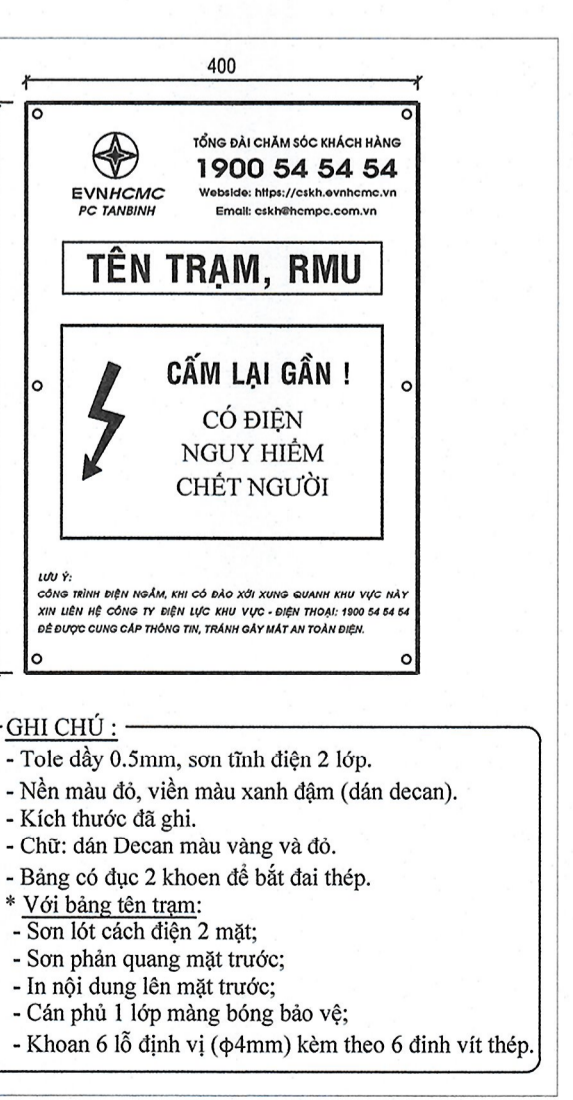 400
EVNHCMC
PC TANBINH
TỔNG ĐÀI CHĂM SÓC KHÁCH HÀNG
1900 54 54 54
Webside: https://cskh.evnhcmc.vn
Email: cskh@hcmpc.com.vn
TÊN TRẠM, RMU
CẤM LẠI GẦN !
CÓ ĐIỆN
NGUY HIỂM
CHẾT NGƯỜI
LƯU Ý:
CÔNG TRÌNH ĐIỆN NGẦM, KHI CÓ ĐÀO XỚI XUNG QUANH KHU VỰC NÀY
XIN LIÊN HỆ CÔNG TY ĐIỆN LỰC KHU VỰC - ĐIỆN THOẠI: 1900 54 54 54
ĐỂ ĐƯỢC CUNG CẤP THÔNG TIN, TRÁNH GÂY MẤT AN TOÀN ĐIỆN.
GHI CHÚ :
- Tole dầy 0.5mm, sơn tĩnh điện 2 lớp.
- Nền màu đỏ, viền màu xanh đậm (dán decan).
- Kích thước đã ghi.
- Chữ: dán Decan màu vàng và đỏ.
- Bảng có đục 2 khoen để bắt đai thép.
* Với bảng tên trạm:
- Sơn lót cách điện 2 mặt;
- Sơn phản quang mặt trước;
- In nội dung lên mặt trước;
- Cán phủ 1 lớp màng bóng bảo vệ;
- Khoan 6 lỗ định vị (ϕ4mm) kèm theo 6 đinh vít thép.